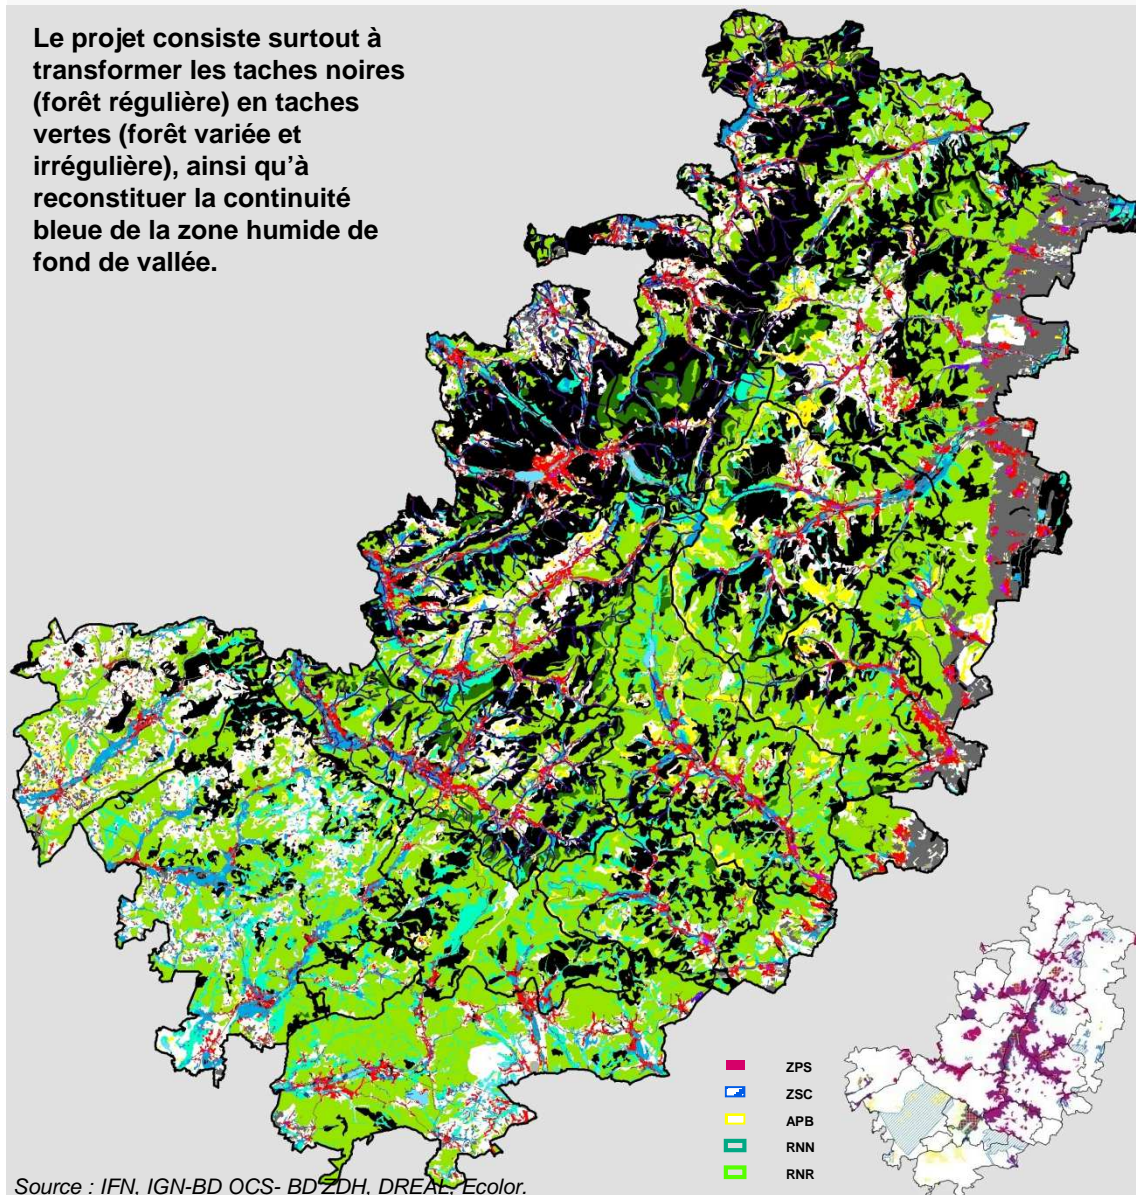 Le projet consiste surtout à
transformer les taches noires
(forêt régulière) en taches
vertes (forêt variée et
irrégulière), ainsi qu'à
reconstituer la continuité
bleue de la zone humide de
fond de vallée.
ZPS
ZSC
APB
RNN
RNR
Source : IFN, IGN-BD OCS- BD ZDH, DREAL, Ecolor.